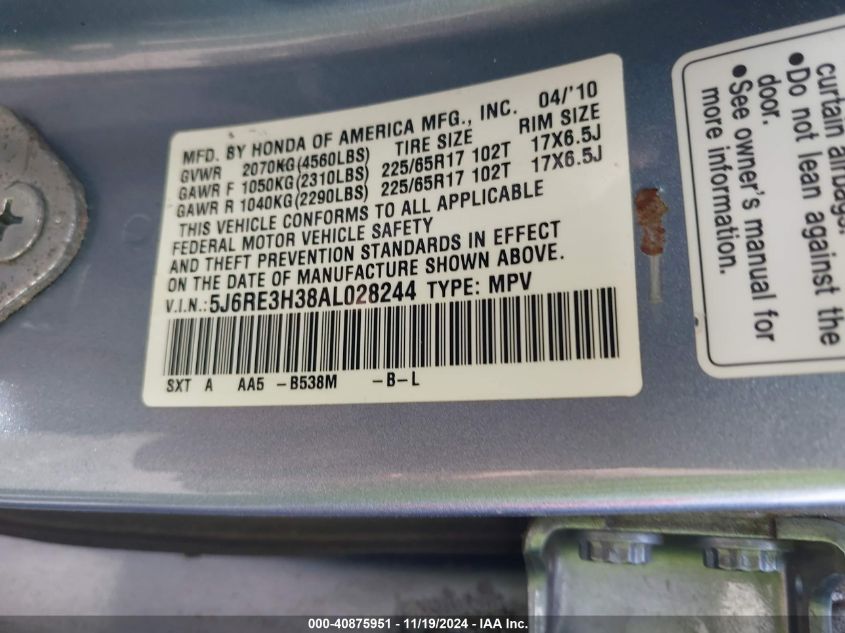 MFD. BY HONDA OF AMERICA MFG., INC. 04/'10
GVWR 2070KG(4560LBS) TIRE SIZE RIM SIZE
GAWR F 1050KG(2310LBS) 225/65R17 102T 17X6.5J
GAWR R 1040KG(2290LBS) 225/65R17 102T 17X6.5J
THIS VEHICLE CONFORMS TO ALL APPLICABLE
FEDERAL MOTOR VEHICLE SAFETY
AND THEFT PREVENTION STANDARDS IN EFFECT
ON THE DATE OF MANUFACTURE SHOWN ABOVE.
V.I.N.: 5J6RE3H38AL028244 TYPE: MPV
SXT A AA5 -B538M -B-L
curtain airbags.
• Do not lean against the
door.
• See owner's manual for
more information.
000-40875951 - 11/19/2024 - IAA Inc.